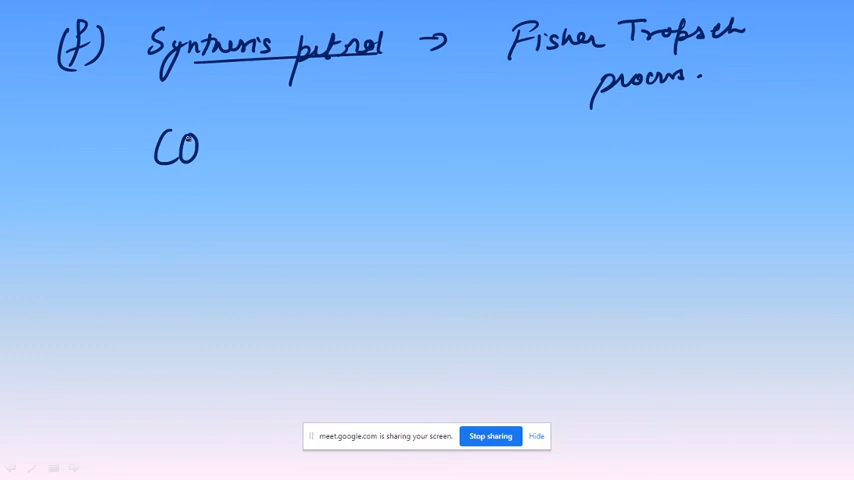 (f) Synthesis petrol → Fisher Tropsch
process.
CO
meet.google.com is sharing your screen. Stop sharing Hide